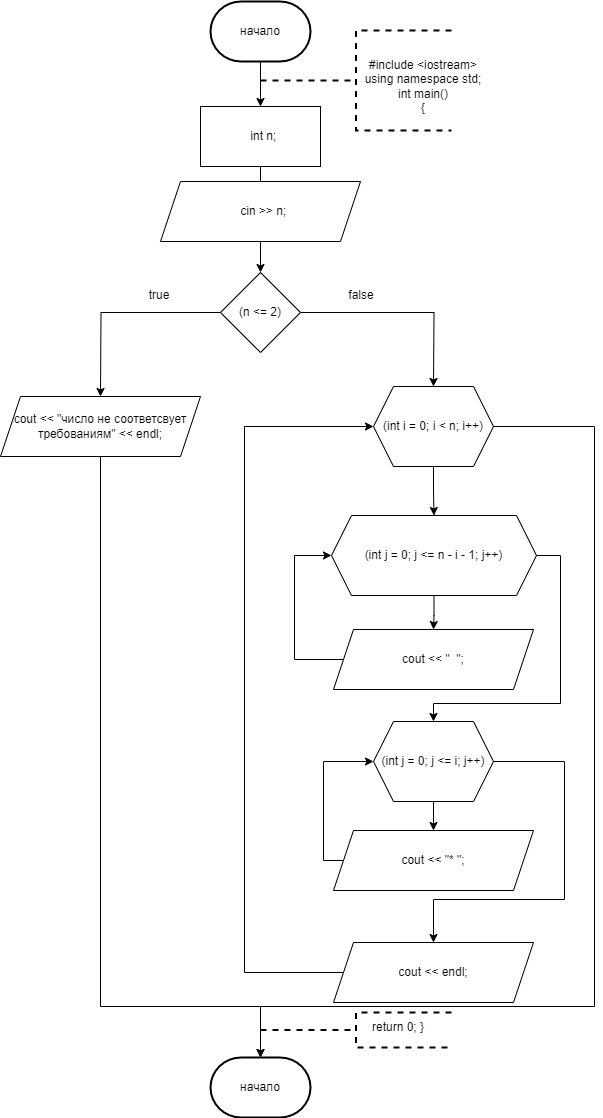 начало
#include <iostream>
using namespace std;
int main()
{
int n;
cin >> n;
(n <= 2)
true
false
cout << "число не соответсвует
требованиям" << endl;
(int i = 0; i < n; i++)
(int j = 0; j <= n - i - 1; j++)
cout << "  ";
(int j = 0; j <= i; j++)
cout << "* ";
cout << endl;
return 0; }
начало